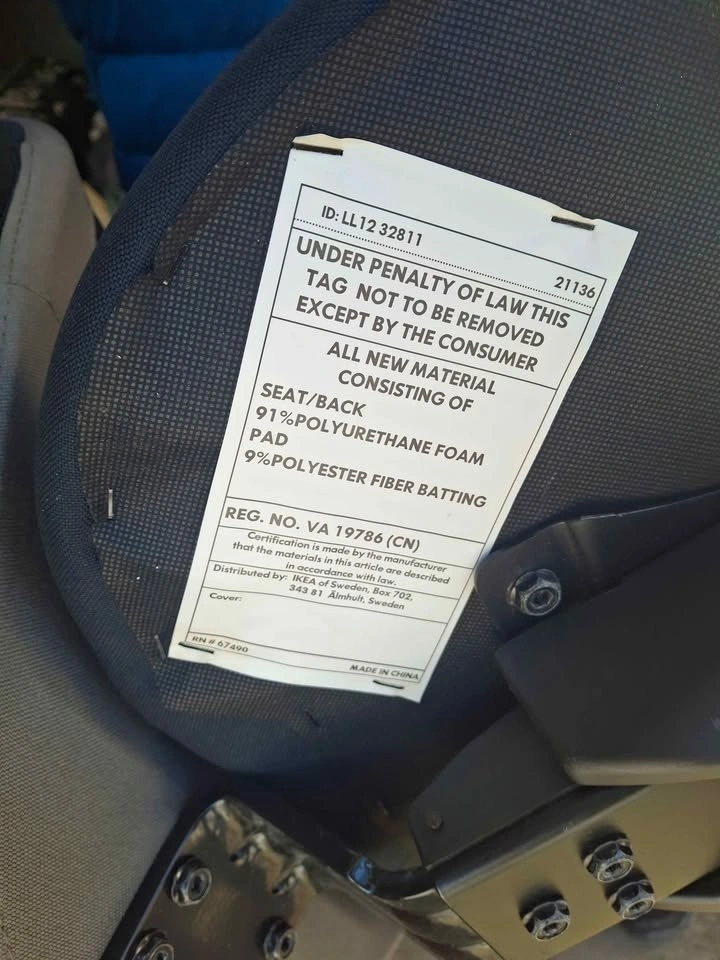 ID: LL12 32811
21136
UNDER PENALTY OF LAW THIS
TAG NOT TO BE REMOVED
EXCEPT BY THE CONSUMER
ALL NEW MATERIAL
CONSISTING OF
SEAT/BACK
91%POLYURETHANE FOAM
PAD
9%POLYESTER FIBER BATTING
REG. NO. VA 19786 (CN)
Certification is made by the manufacturer
that the materials in this article are described
in accordance with law.
Distributed by: IKEA of Sweden, Box 702,
343 81 Älmhult, Sweden
Cover:
RN # 67490
MADE IN CHINA